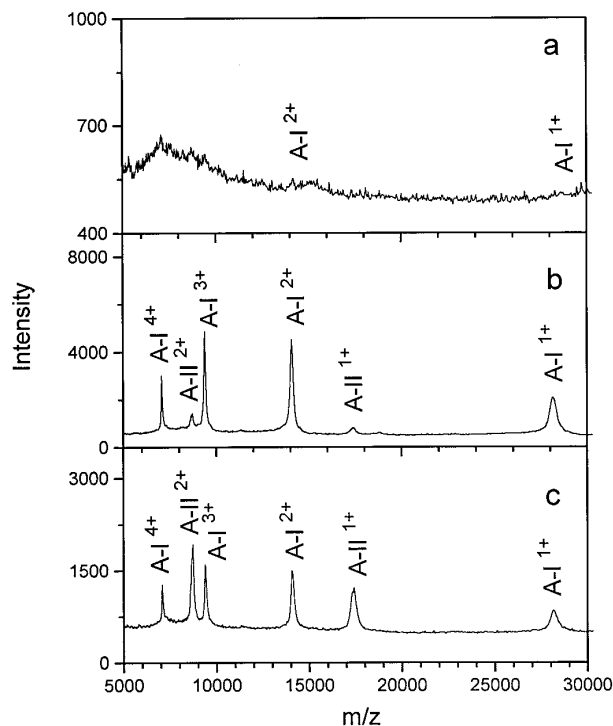 1000
a
700
A-I 2+
A-I 1+
400
8000
b
4000
A-I 4+
A-II 2+
A-I 3+
A-I 2+
A-II 1+
A-I 1+
0
3000
c
1500
A-I 4+
A-II 2+
A-I 3+
A-I 2+
A-II 1+
A-I 1+
0
Intensity
5000 10000 15000 20000 25000 30000
m/z